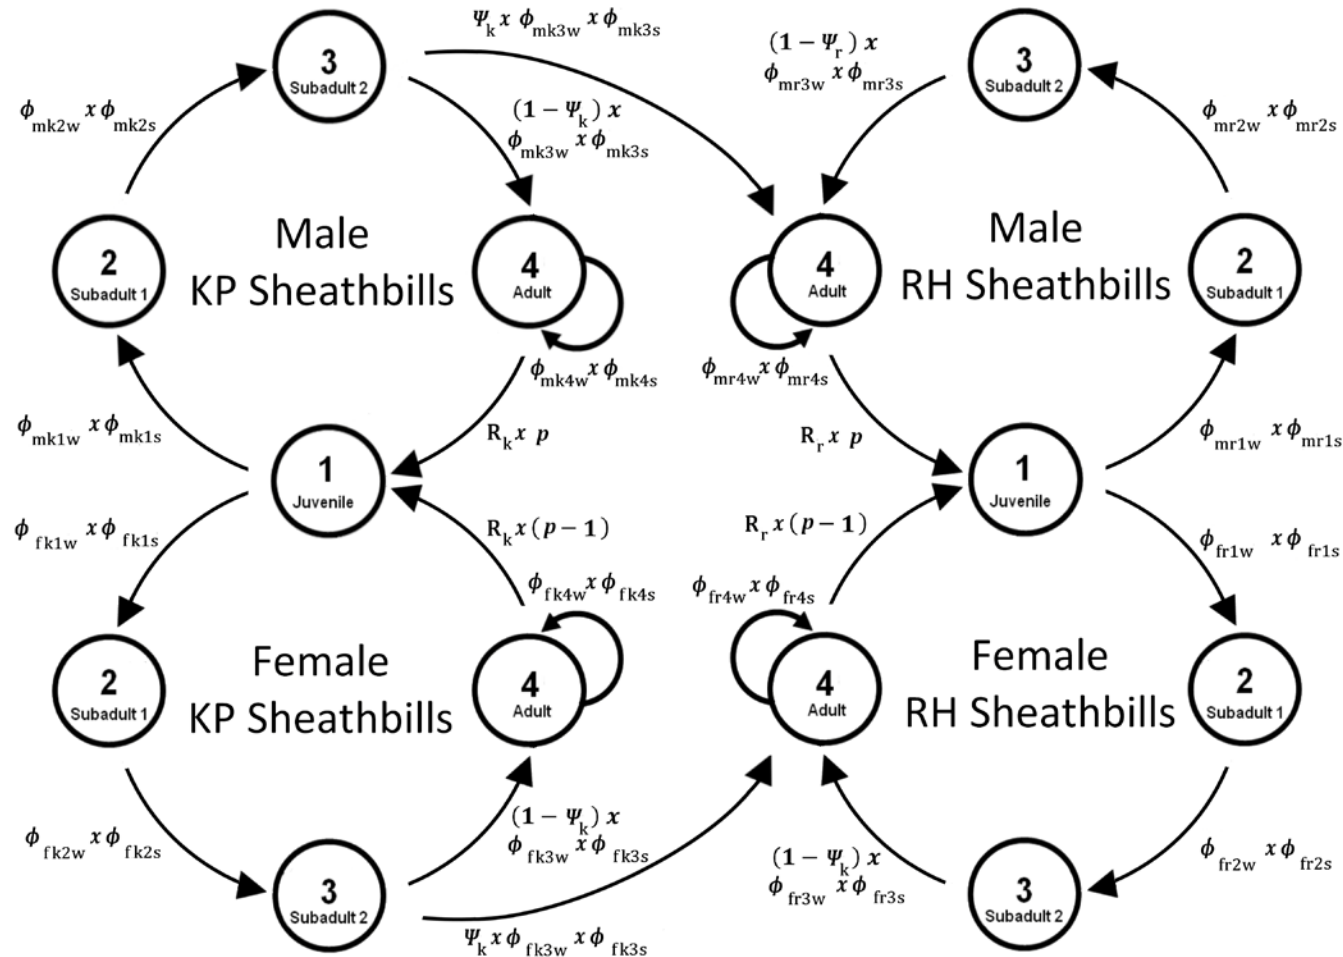 Ψk x ϕmk3w x ϕmk3s
3
Subadult 2
(1 − Ψk) x
ϕmk3w x ϕmk3s
ϕmk2w x ϕmk2s
2
Subadult 1
Male
KP Sheathbills
4
Adult
ϕmk4w x ϕmk4s
ϕmk1w x ϕmk1s
Rk x p
(1 − Ψr) x
ϕmr3w x ϕmr3s
3
Subadult 2
ϕmr2w x ϕmr2s
4
Adult
Male
RH Sheathbills
2
Subadult 1
ϕmr4w x ϕmr4s
Rr x p
ϕmr1w x ϕmr1s
1
Juvenile
1
Juvenile
ϕfk1w x ϕfk1s
Rk x (p − 1)
ϕfk4w x ϕfk4s
2
Subadult 1
Female
KP Sheathbills
4
Adult
ϕfk2w x ϕfk2s
(1 − Ψk) x
ϕfk3w x ϕfk3s
3
Subadult 2
Ψk x ϕfk3w x ϕfk3s
Rr x (p − 1)
ϕfr1w x ϕfr1s
ϕfr4w x ϕfr4s
4
Adult
Female
RH Sheathbills
2
Subadult 1
(1 − Ψk) x
ϕfr3w x ϕfr3s
3
Subadult 2
ϕfr2w x ϕfr2s